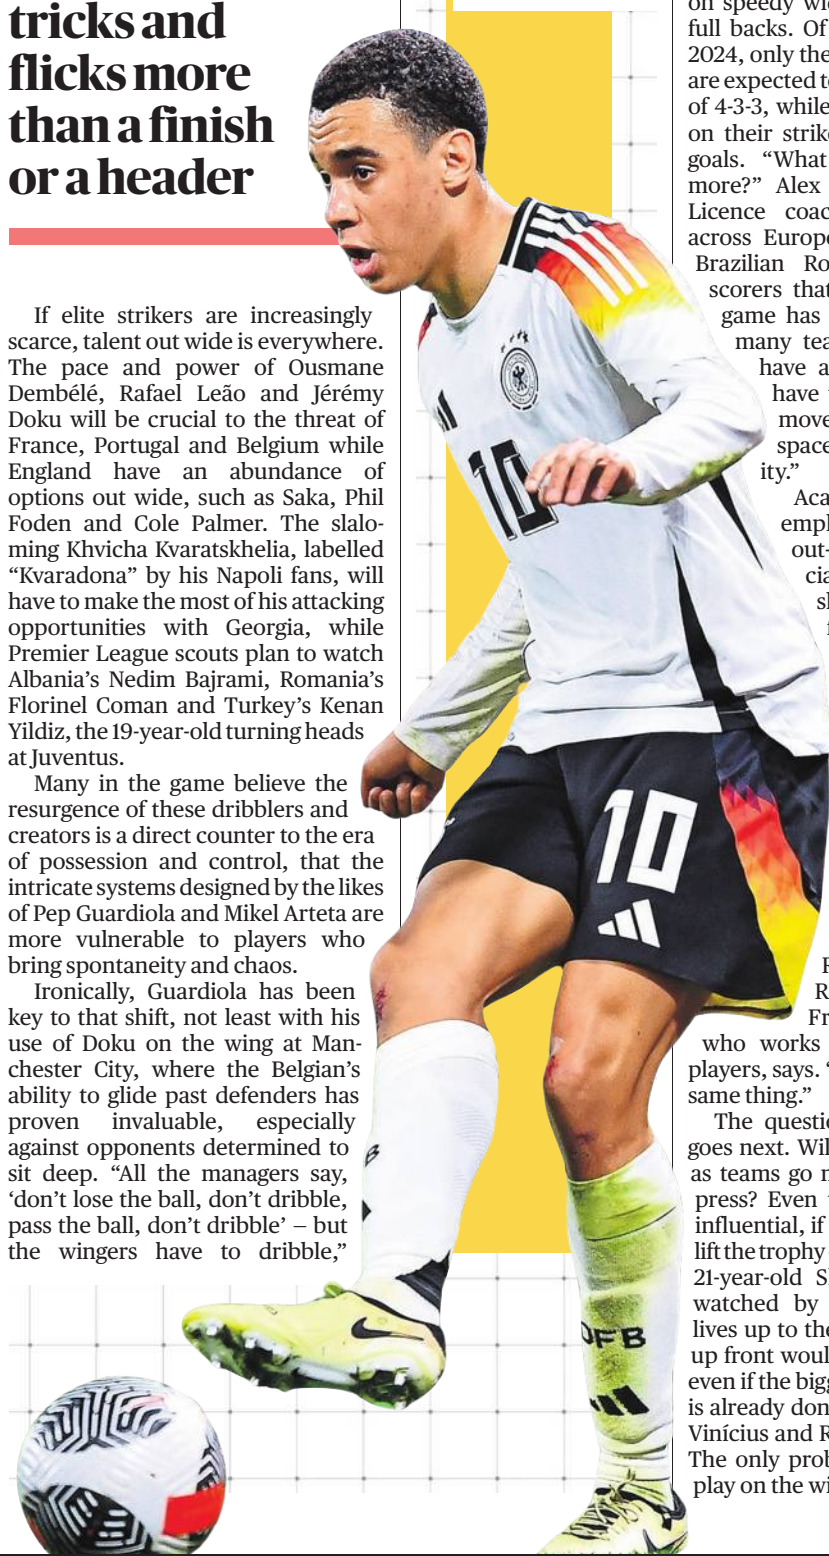 tricks and
flicks more
than a finish
or a header
If elite strikers are increasingly
scarce, talent out wide is everywhere.
The pace and power of Ousmane
Dembélé, Rafael Leão and Jérémy
Doku will be crucial to the threat of
France, Portugal and Belgium while
England have an abundance of
options out wide, such as Saka, Phil
Foden and Cole Palmer. The slalo-
ming Khvicha Kvaratskhelia, labelled
“Kvaradona” by his Napoli fans, will
have to make the most of his attacking
opportunities with Georgia, while
Premier League scouts plan to watch
Albania’s Nedim Bajrami, Romania’s
Florinel Coman and Turkey’s Kenan
Yildiz, the 19-year-old turning heads
at Juventus.
Many in the game believe the
resurgence of these dribblers and
creators is a direct counter to the era
of possession and control, that the
intricate systems designed by the likes
of Pep Guardiola and Mikel Arteta are
more vulnerable to players who
bring spontaneity and chaos.
Ironically, Guardiola has been
key to that shift, not least with his
use of Doku on the wing at Man-
chester City, where the Belgian’s
ability to glide past defenders has
proven invaluable, especially
against opponents determined to
sit deep. “All the managers say,
‘don’t lose the ball, don’t dribble,
pass the ball, don’t dribble’ – but
the wingers have to dribble,”
10
10
DFB
on speedy
full backs. Of
2024, only the
are expected
of 4-3-3, while
on their
goals. “What
more?” Alex
Licence coac
across Europe
Brazilian Ro
scorers that
game has
many tea
have a
have
move
space
ity.”
Aca
empl
out-
cia
sl
F
R
Fr
who works
players, says.
same thing.”
The questi
goes next. Wil
as teams go
press? Even
influential, if
lift the trophy
21-year-old
watched by
lives up to the
up front woul
even if the bigg
is already don
Vinícius and R
The only prob
play on the wi